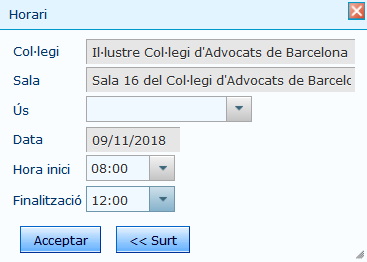 Horari
Col·legi Il·lustre Col·legi d'Advocats de Barcelona
Sala Sala 16 del Col·legi d'Advocats de Barcelc
Ús
Data 09/11/2018
Hora inici 08:00
Finalització 12:00
Acceptar << Surt